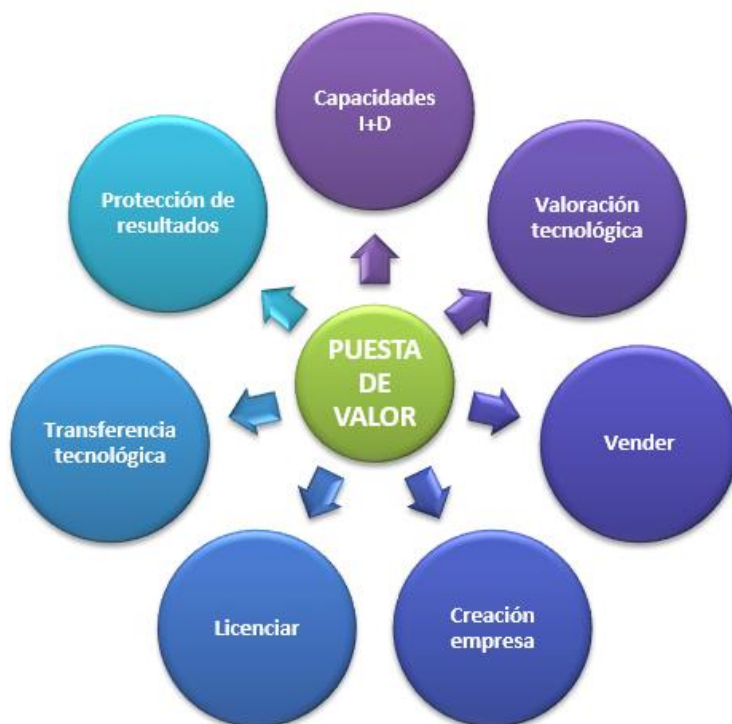 Capacidades
I+D
Valoración
tecnológica
Vender
Creación
empresa
Licenciar
Transferencia
tecnológica
Protección de
resultados
PUESTA
DE
VALOR